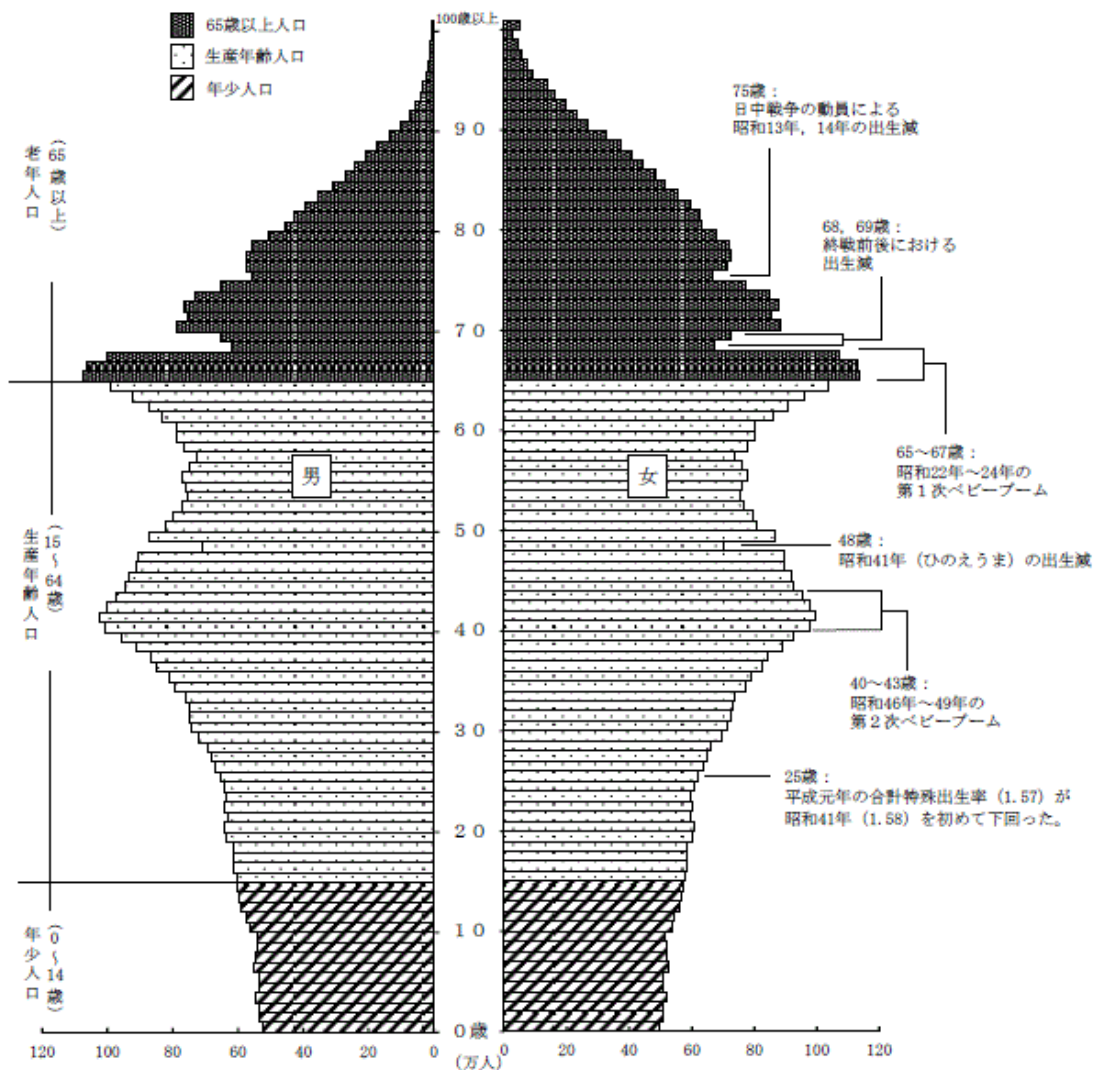 65歳以上人口
生産年齢人口
年少人口
100歳以上
90
80
70
60
50
40
30
20
10
0歳
(万人)
老年人口
(65歳以上)
生産年齢人口
(15~64歳)
年少人口
(0~14歳)
男
女
75歳:
日中戦争の動員による
昭和13年,14年の出生減
68,69歳:
終戦前後における
出生減
65~67歳:
昭和22年~24年の
第1次ベビーブーム
48歳:
昭和41年(ひのえうま)の出生減
40~43歳:
昭和46年~49年の
第2次ベビーブーム
25歳:
平成元年の合計特殊出生率(1.57)が
昭和41年(1.58)を初めて下回った。
120 100 80 60 40 20 0
0 20 40 60 80 100 120